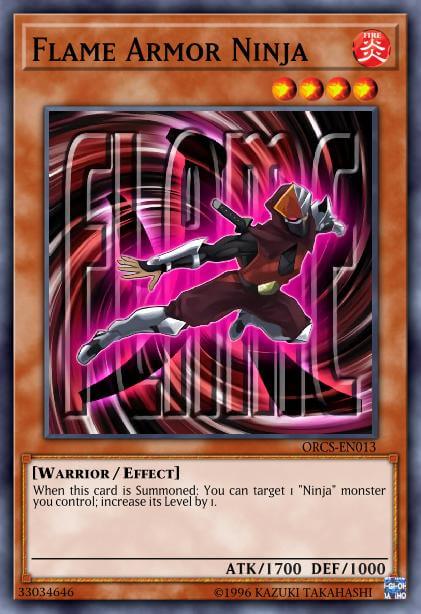 FLAME ARMOR NINJA
FIRE
炎
FLAME
ORCS-EN013
[WARRIOR/EFFECT]
When this card is Summoned: You can target 1 "Ninja" monster
you control; increase its Level by 1.
ATK/1700 DEF/1000
33034646
©1996 KAZUKI TAKAHASHI